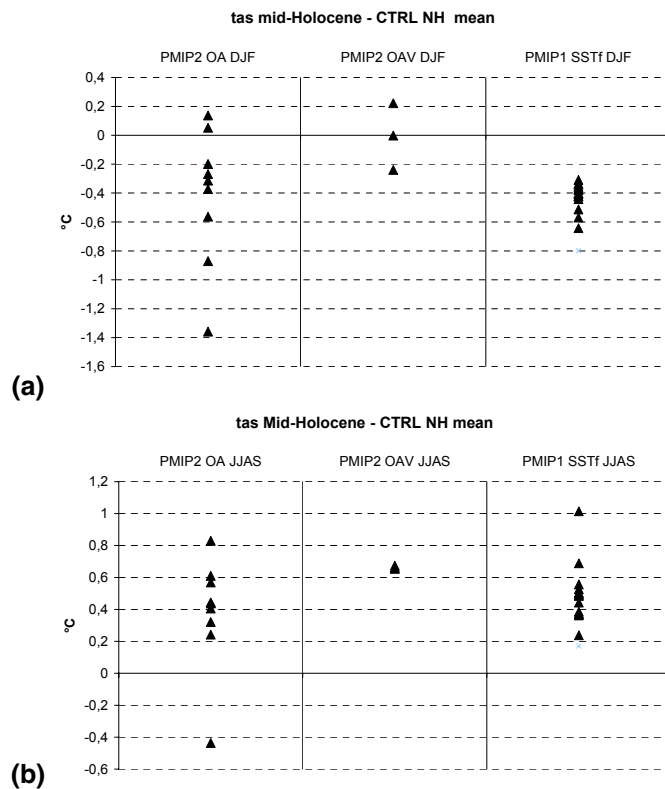 tas mid-Holocene - CTRL NH mean
PMIP2 OA DJF PMIP2 OAV DJF PMIP1 SSTf DJF
0,4
0,2
0
-0,2
-0,4
-0,6
-0,8
-1
-1,2
-1,4
-1,6
°C
(a)
tas Mid-Holocene - CTRL NH mean
PMIP2 OA JJAS PMIP2 OAV JJAS PMIP1 SSTf JJAS
1,2
1
0,8
0,6
0,4
0,2
0
-0,2
-0,4
-0,6
°C
(b)